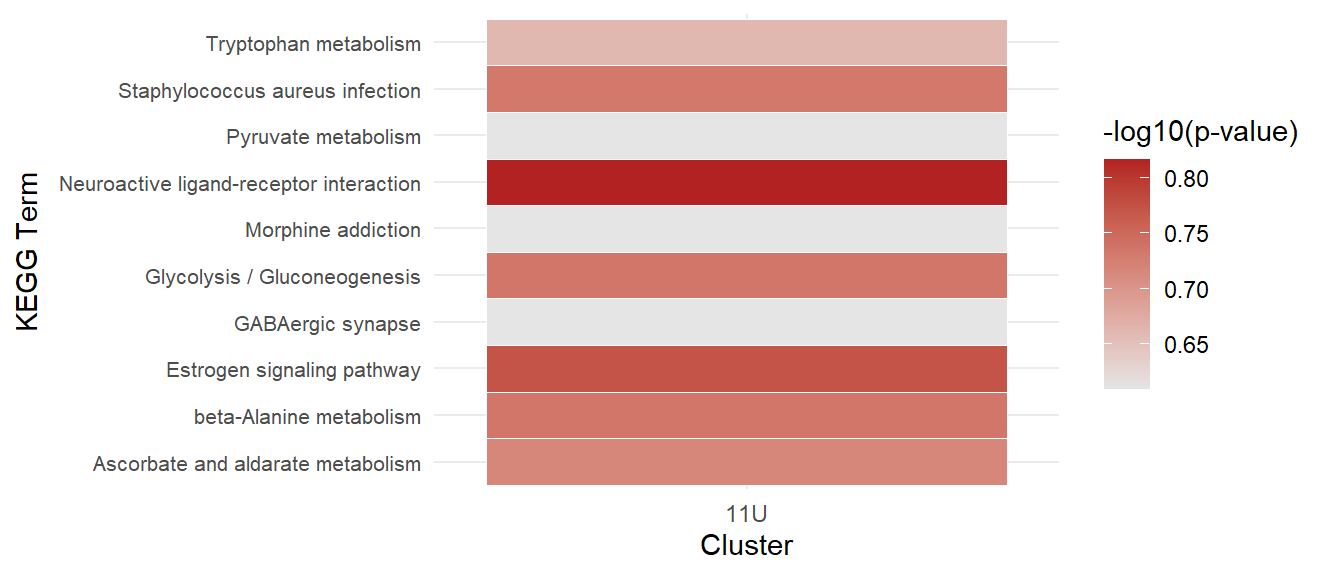 KEGG Term
Tryptophan metabolism
Staphylococcus aureus infection
Pyruvate metabolism
Neuroactive ligand-receptor interaction
Morphine addiction
Glycolysis / Gluconeogenesis
GABAergic synapse
Estrogen signaling pathway
beta-Alanine metabolism
Ascorbate and aldarate metabolism
11U
Cluster
-log10(p-value)
0.80
0.75
0.70
0.65